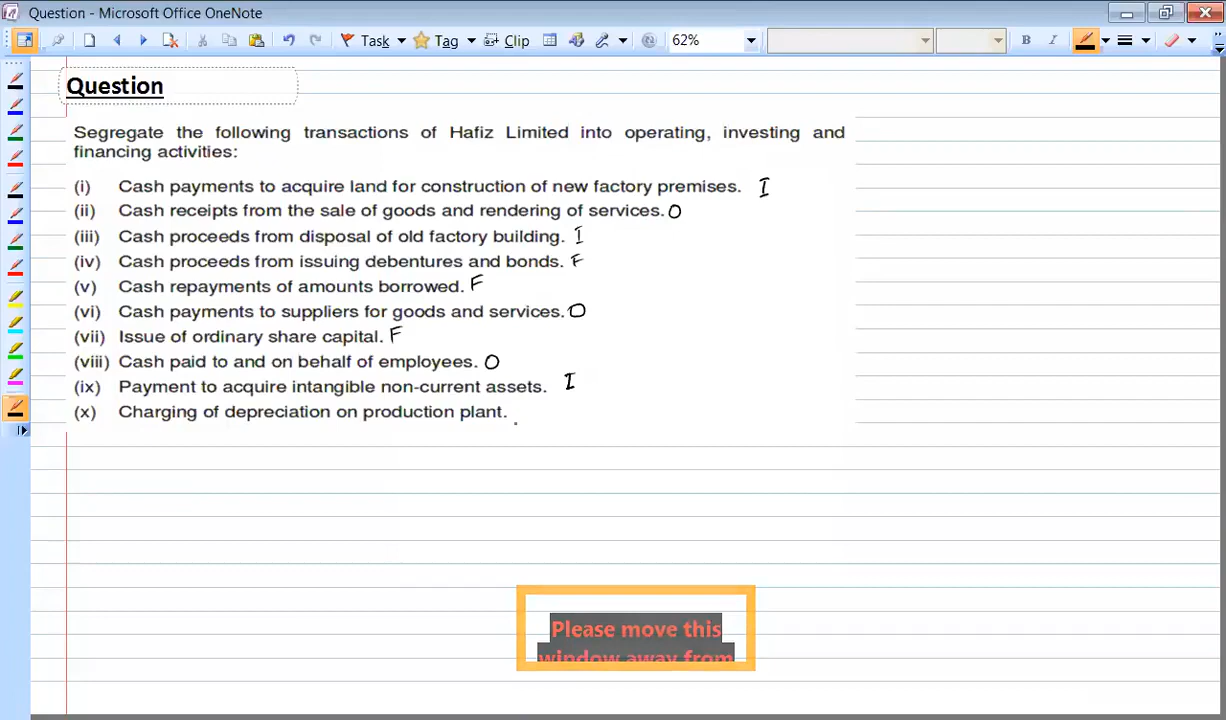 Question - Microsoft Office OneNote
Task Tag Clip 62% B I
Question
Segregate the following transactions of Hafiz Limited into operating, investing and
financing activities:
(i) Cash payments to acquire land for construction of new factory premises. I
(ii) Cash receipts from the sale of goods and rendering of services. O
(iii) Cash proceeds from disposal of old factory building. I
(iv) Cash proceeds from issuing debentures and bonds. F
(v) Cash repayments of amounts borrowed. F
(vi) Cash payments to suppliers for goods and services. O
(vii) Issue of ordinary share capital. F
(viii) Cash paid to and on behalf of employees. O
(ix) Payment to acquire intangible non-current assets. I
(x) Charging of depreciation on production plant.
Please move this
window away from